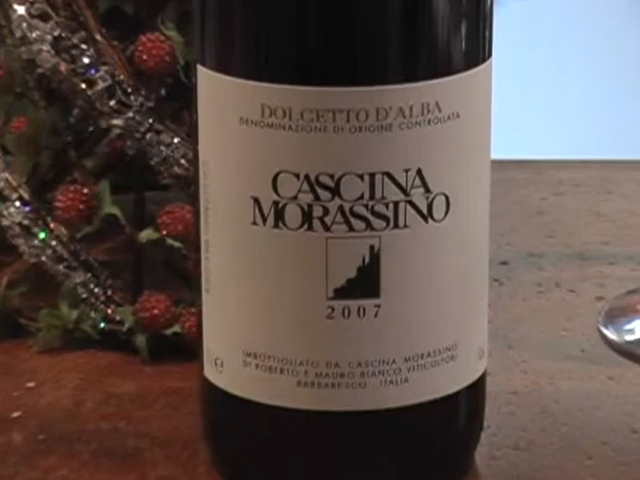 DOLCETTO D'ALBA
DENOMINAZIONE DI ORIGINE CONTROLLATA
CASCINA
MORASSINO
2007
IMBOTTIGLIATO DA CASCINA MORASSINO
DI ROBERTO E MAURO BIANCO VITICOLTORI
BARBARESCO - ITALIA